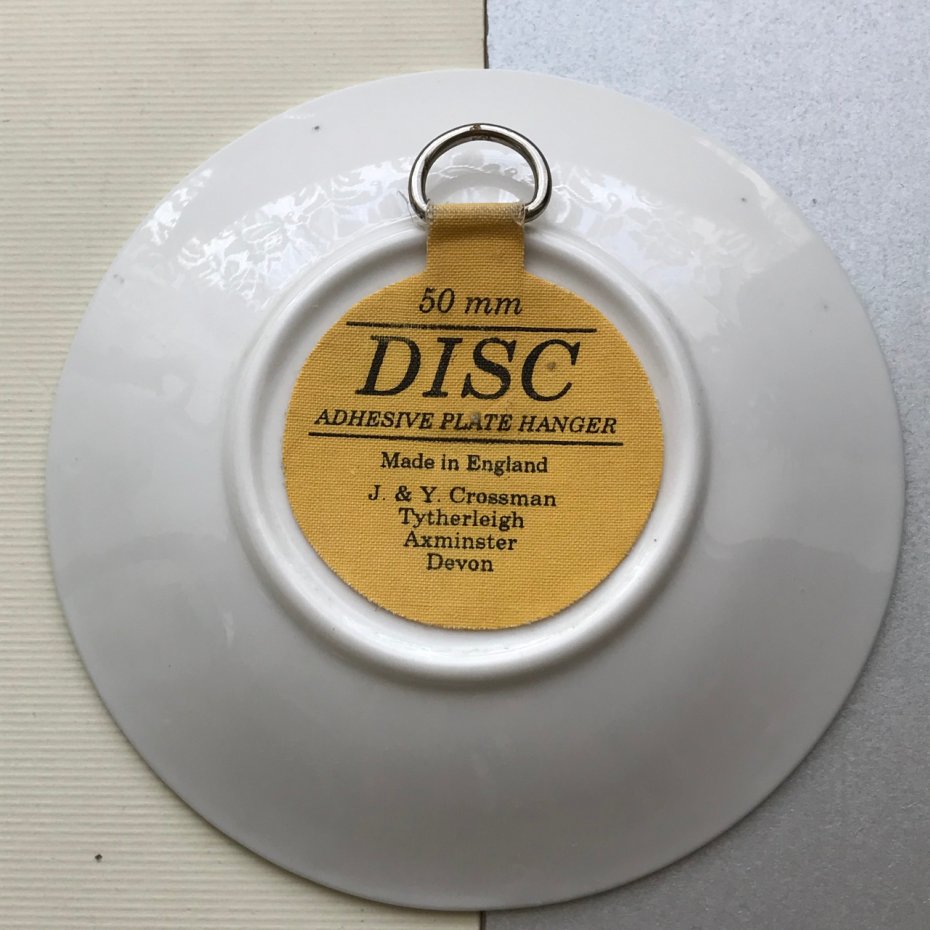 50 mm
DISC
ADHESIVE PLATE HANGER
Made in England
J. & Y. Crossman
Tytherleigh
Axminster
Devon